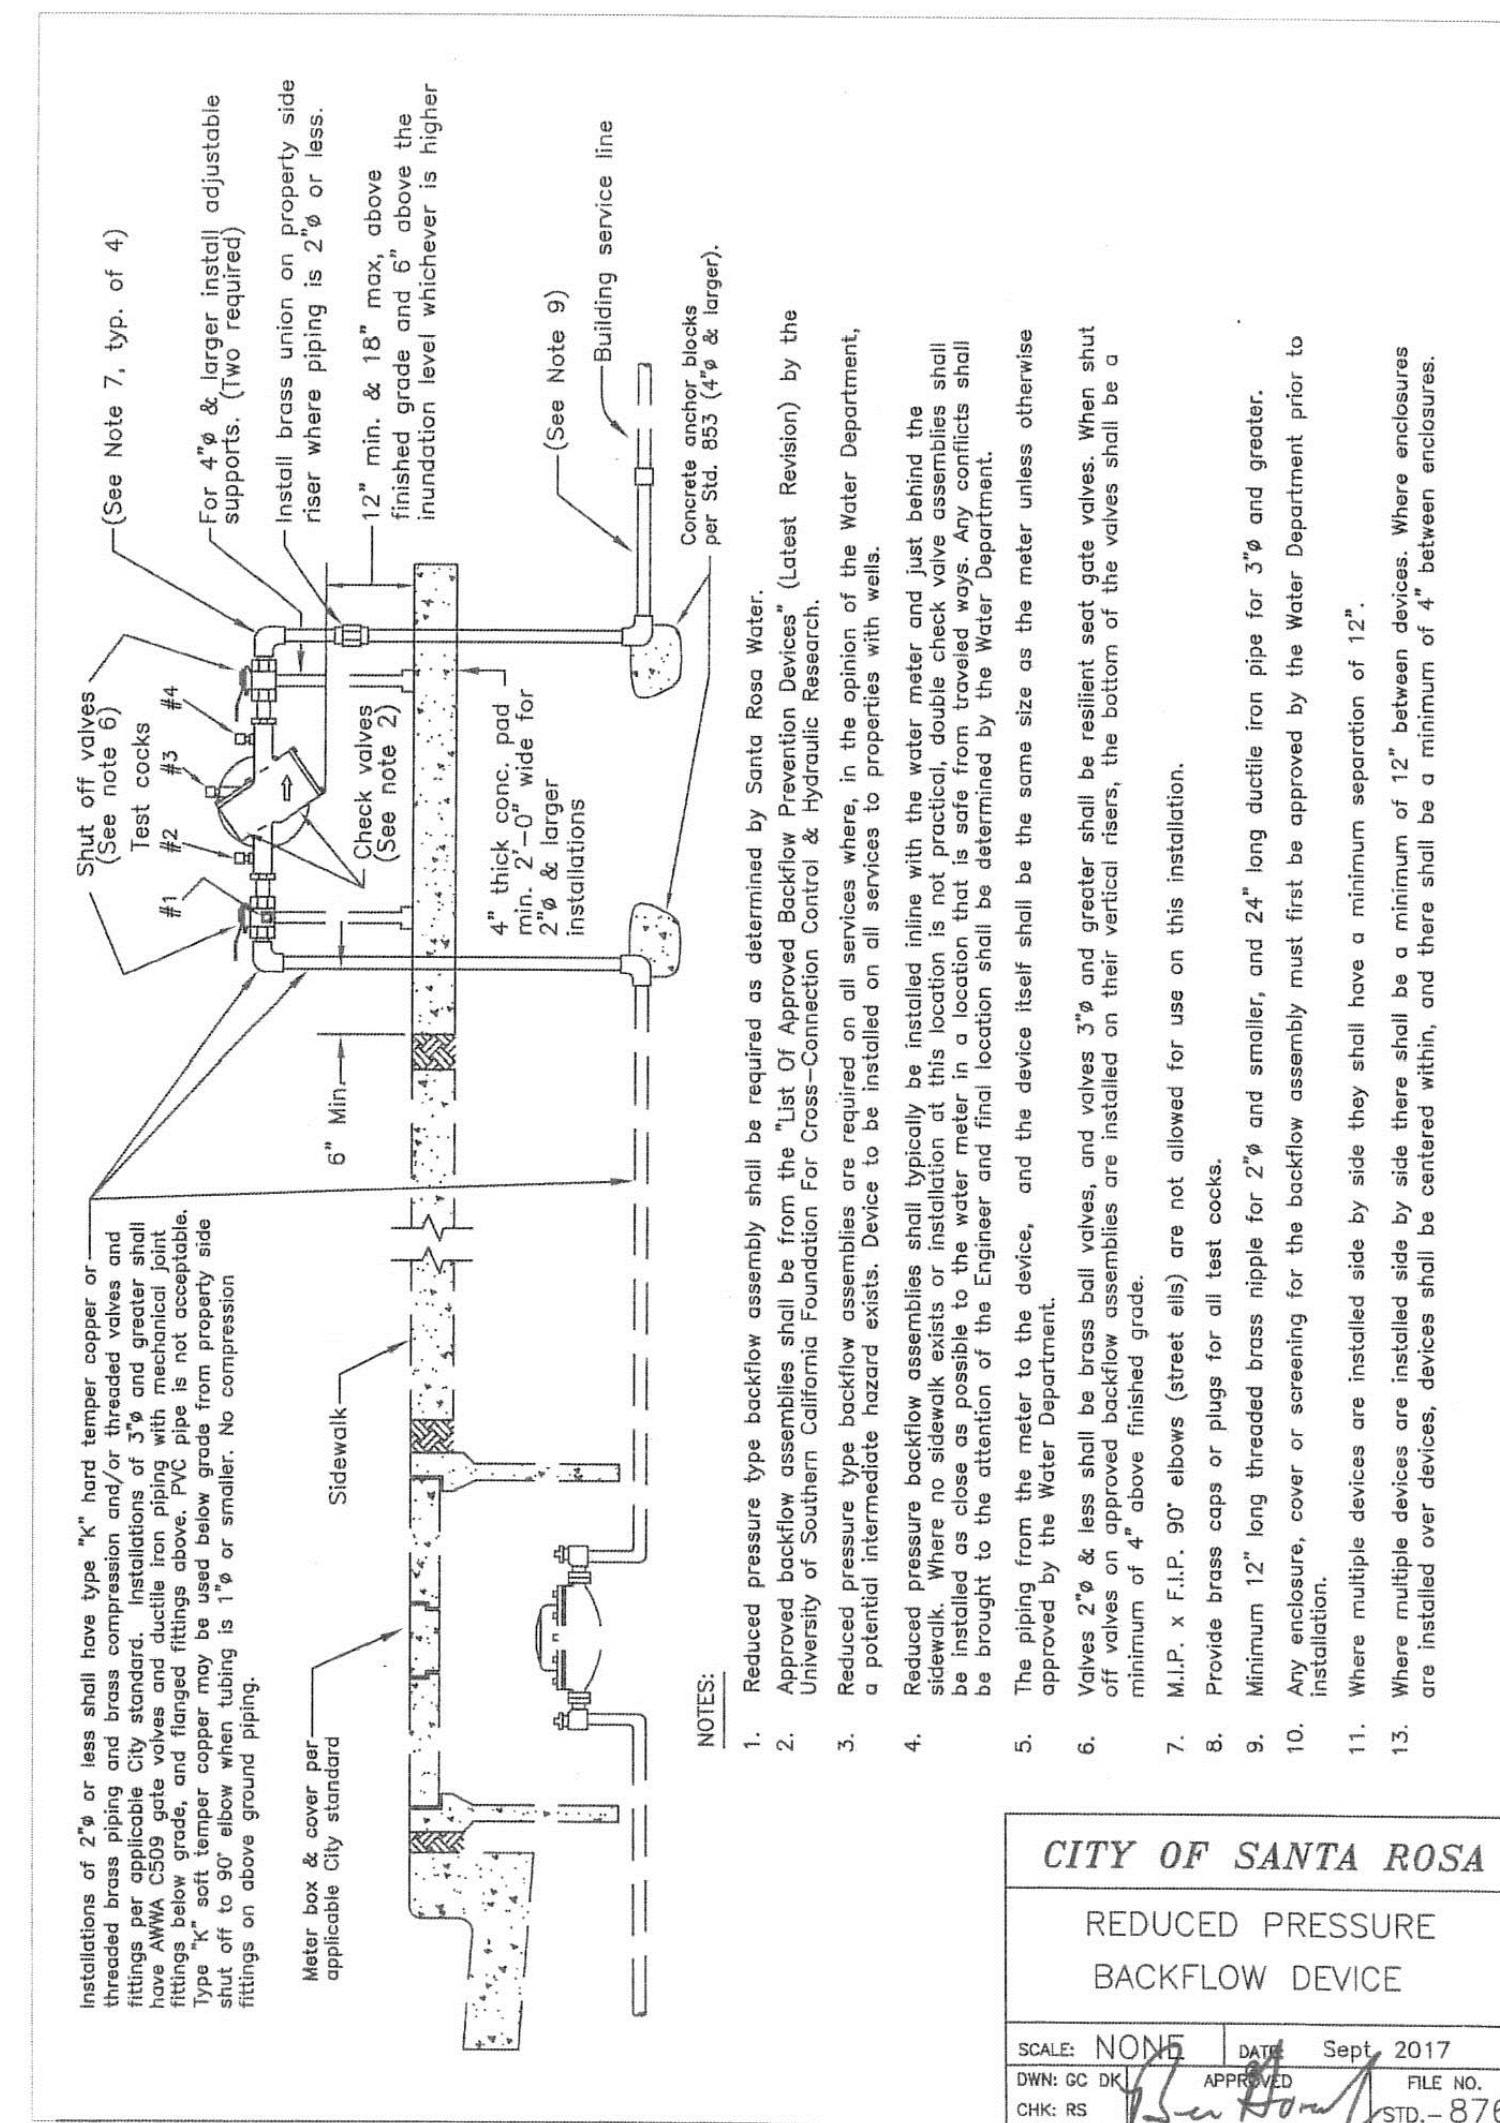 Installations of 2"ø or less shall have type "K" hard temper copper or
threaded brass piping and brass compression and/or threaded valves and
fittings per applicable City standard. Installations of 3"ø and greater shall
have AWWA C509 gate valves and ductile iron piping with mechanical joint
fittings below grade, and flanged fittings above. PVC pipe is not acceptable.
Type "K" soft temper copper may be used below grade from property side
shut off to 90° elbow when tubing is 1"ø or smaller. No compression
fittings on above ground piping.
Meter box & cover per
applicable City standard
Sidewalk
6" Min.
Shut off valves
(See note 6)
Test cocks
#1
#2
#3
#4
Check valves
(See note 2)
4" thick conc. pad
min. 2'-0" wide for
2"ø & larger
installations
(See Note 7, typ. of 4)
For 4"ø & larger install adjustable
supports. (Two required)
Install brass union on property side
riser where piping is 2"ø or less.
12" min. & 18" max, above
finished grade and 6" above the
inundation level whichever is higher
(See Note 9)
Building service line
Concrete anchor blocks
per Std. 853 (4"ø & larger).
NOTES:
1. Reduced pressure type backflow assembly shall be required as determined by Santa Rosa Water.
2. Approved backflow assemblies shall be from the "List Of Approved Backflow Prevention Devices" (Latest Revision) by the
University of Southern California Foundation For Cross-Connection Control & Hydraulic Research.
3. Reduced pressure type backflow assemblies are required on all services where, in the opinion of the Water Department,
a potential intermediate hazard exists. Device to be installed on all services to properties with wells.
4. Reduced pressure backflow assemblies shall typically be installed inline with the water meter and just behind the
sidewalk. Where no sidewalk exists or installation at this location is not practical, double check valve assemblies shall
be installed as close as possible to the water meter in a location that is safe from traveled ways. Any conflicts shall
be brought to the attention of the Engineer and final location shall be determined by the Water Department.
5. The piping from the meter to the device, and the device itself shall be the same size as the meter unless otherwise
approved by the Water Department.
6. Valves 2"ø & less shall be brass ball valves, and valves 3"ø and greater shall be resilient seat gate valves. When shut
off valves on approved backflow assemblies are installed on their vertical risers, the bottom of the valves shall be a
minimum of 4" above finished grade.
7. M.I.P. x F.I.P. 90° elbows (street ells) are not allowed for use on this installation.
8. Provide brass caps or plugs for all test cocks.
9. Minimum 12" long threaded brass nipple for 2"ø and smaller, and 24" long ductile iron pipe for 3"ø and greater.
10. Any enclosure, cover or screening for the backflow assembly must first be approved by the Water Department prior to
installation.
11. Where multiple devices are installed side by side they shall have a minimum separation of 12".
13. Where multiple devices are installed side by side there shall be a minimum of 12" between devices. Where enclosures
are installed over devices, devices shall be centered within, and there shall be a minimum of 4" between enclosures.
CITY OF SANTA ROSA
REDUCED PRESSURE
BACKFLOW DEVICE
SCALE: NONE
DATE: Sept. 2017
DWN: GC DK
APPROVED
FILE NO.
CHK: RS
STD.-876